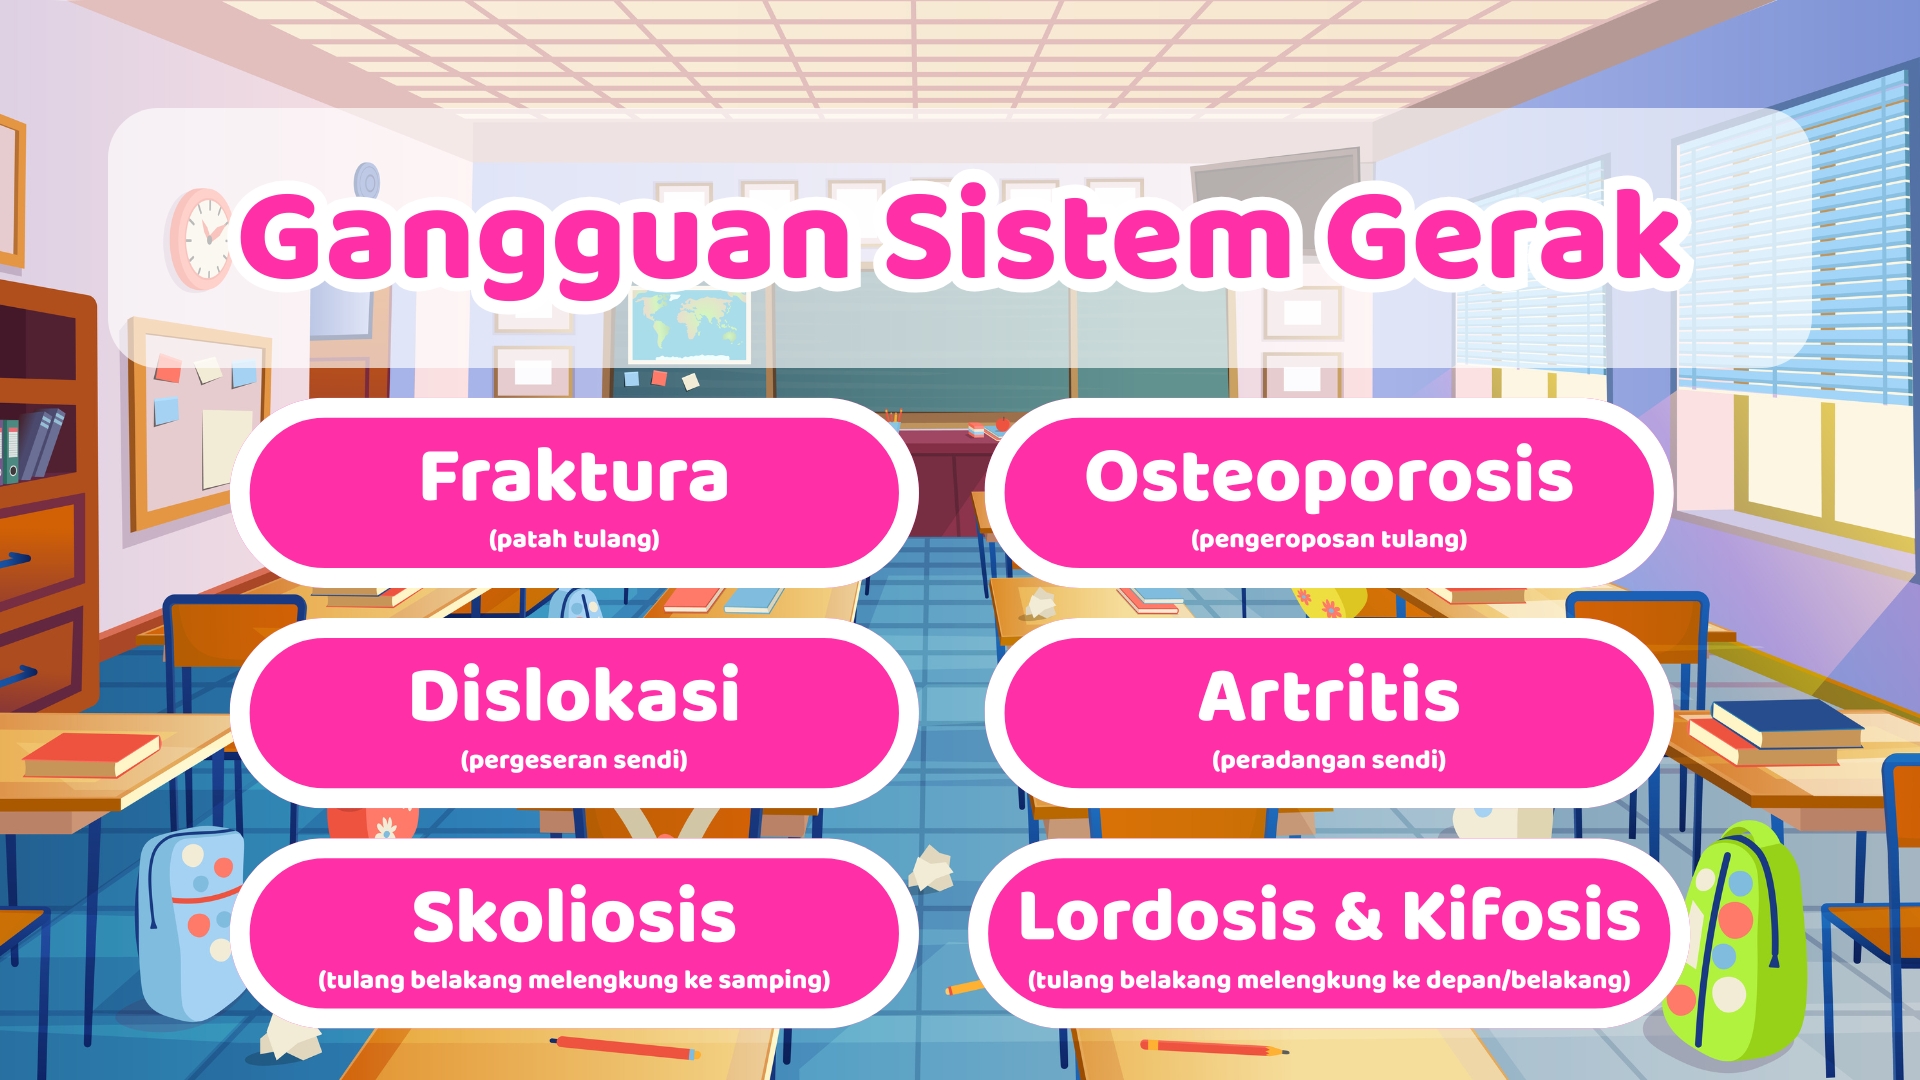 Gangguan Sistem Gerak
Fraktura
(patah tulang)
Osteoporosis
(pengeroposan tulang)
Dislokasi
(pergeseran sendi)
Artritis
(peradangan sendi)
Skoliosis
(tulang belakang melengkung ke samping)
Lordosis & Kifosis
(tulang belakang melengkung ke depan/belakang)